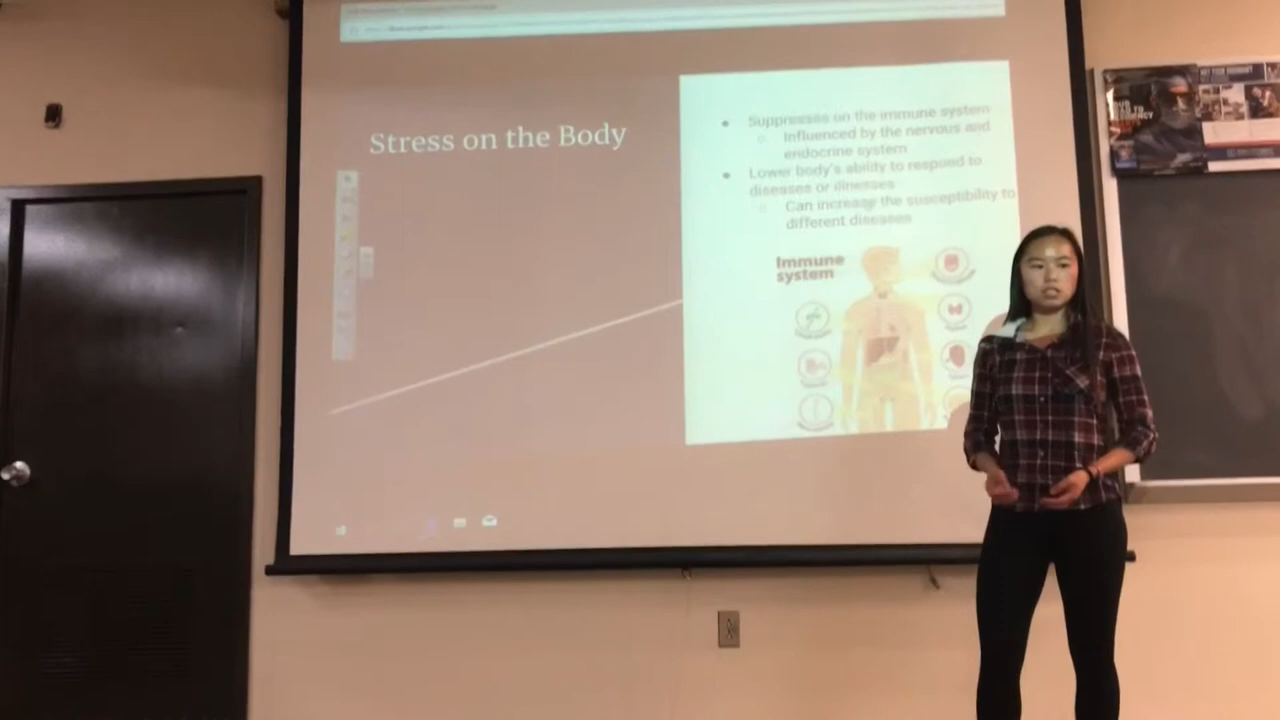 Stress on the Body
Suppresses on the immune system
Influenced by the nervous and
endocrine system
Lower body's ability to respond to
diseases or illnesses
Can increase the susceptibility to
different diseases
Immune
system